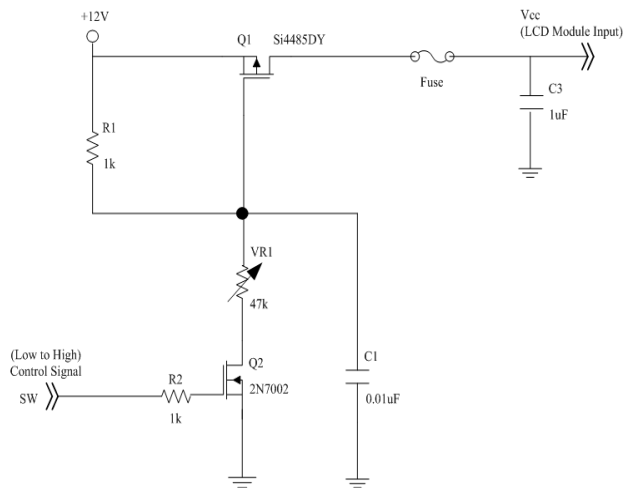 +12V
Q1
Si4485DY
Vcc
(LCD Module Input)
Fuse
C3
1uF
R1
1k
VR1
47k
(Low to High)
Control Signal
SW
R2
1k
Q2
2N7002
C1
0.01uF